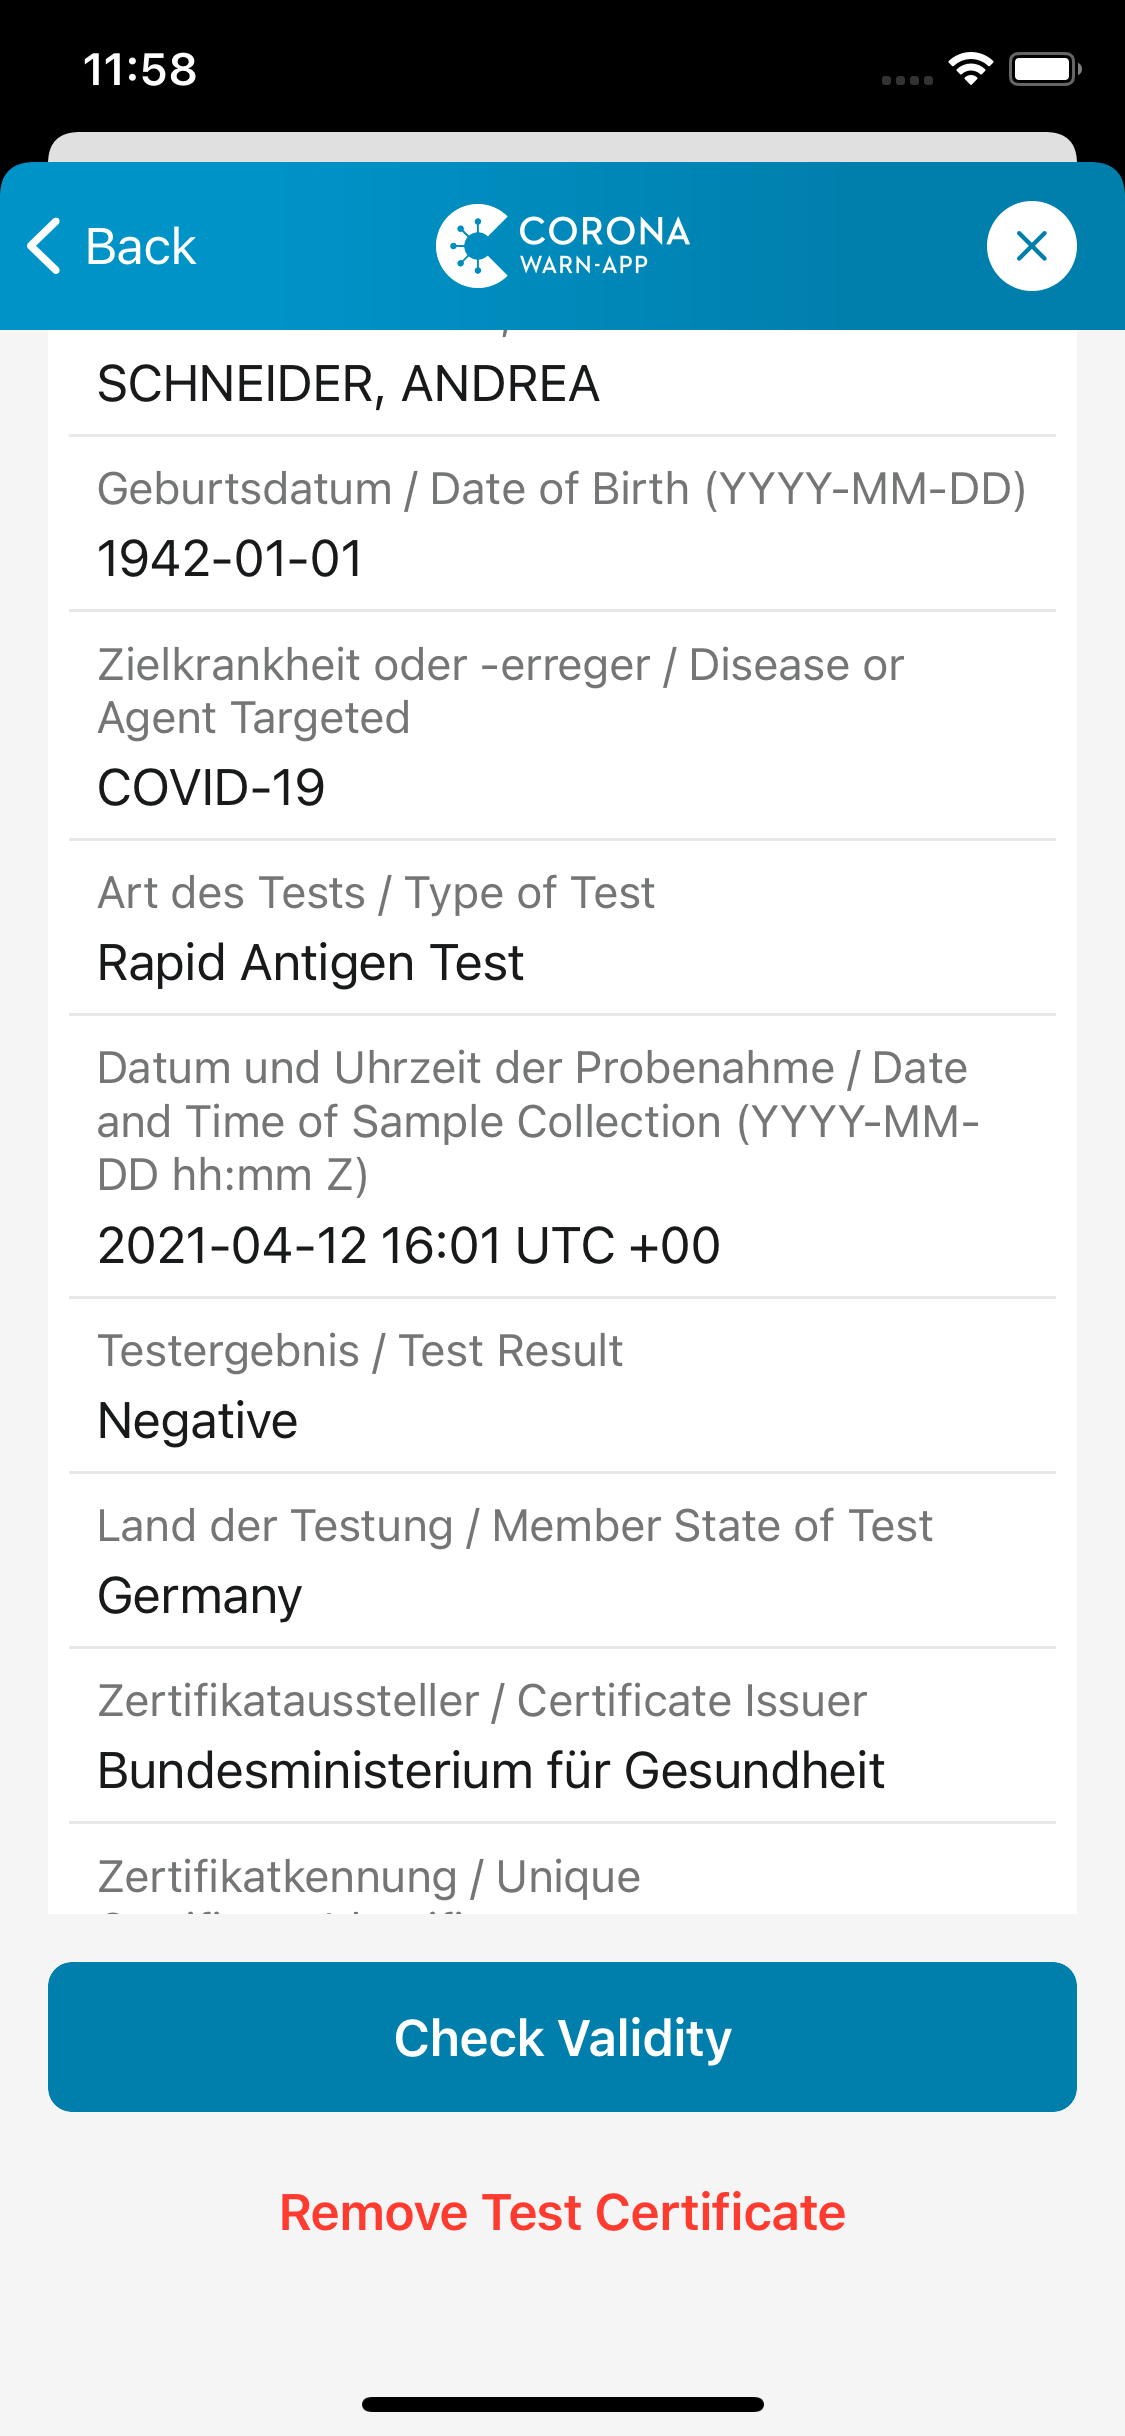 11:58
Back
CORONA
WARN-APP
SCHNEIDER, ANDREA
Geburtsdatum / Date of Birth (YYYY-MM-DD)
1942-01-01
Zielkrankheit oder -erreger / Disease or
Agent Targeted
COVID-19
Art des Tests / Type of Test
Rapid Antigen Test
Datum und Uhrzeit der Probenahme / Date
and Time of Sample Collection (YYYY-MM-
DD hh:mm Z)
2021-04-12 16:01 UTC +00
Testergebnis / Test Result
Negative
Land der Testung / Member State of Test
Germany
Zertifikataussteller / Certificate Issuer
Bundesministerium für Gesundheit
Zertifikatkennung / Unique
Check Validity
Remove Test Certificate